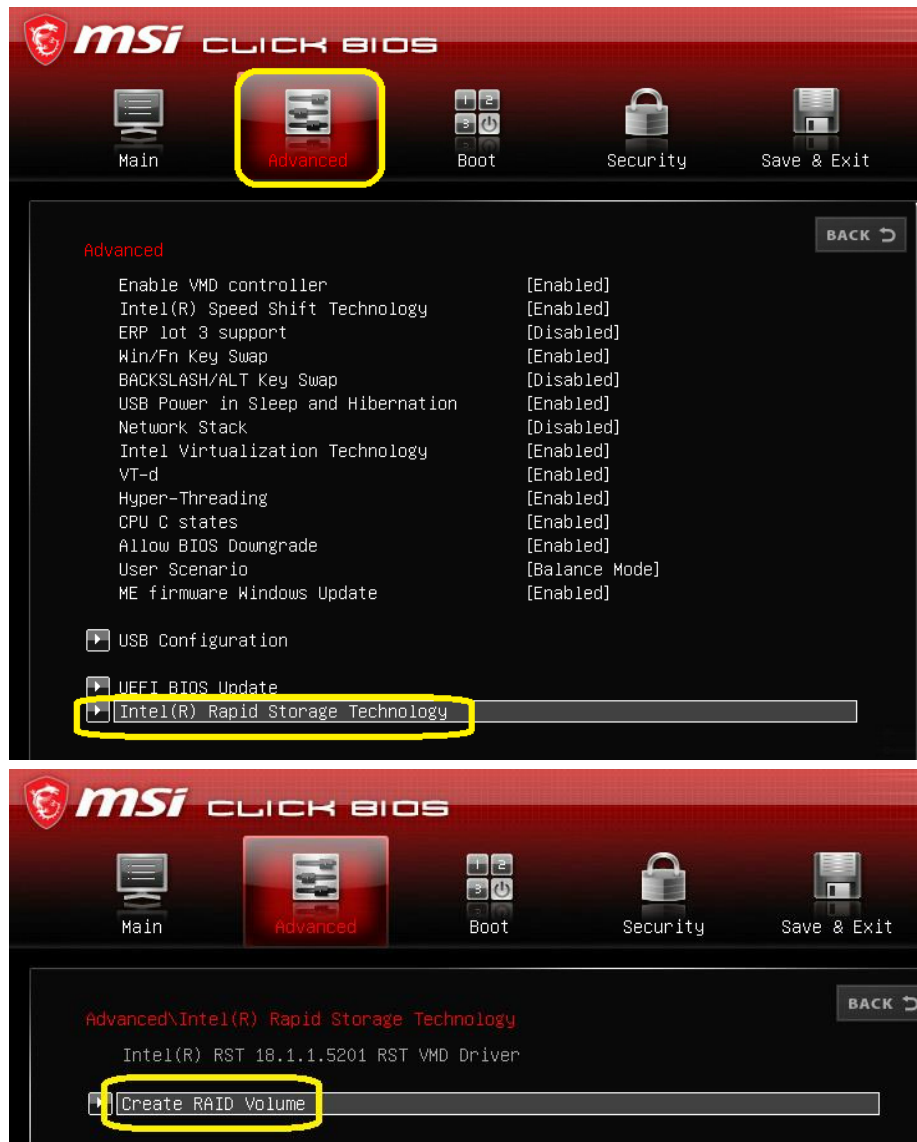 msi CLICK BIOS
Main Advanced Boot Security Save & Exit
BACK
Advanced
Enable VMD controller [Enabled]
Intel(R) Speed Shift Technology [Enabled]
ERP lot 3 support [Disabled]
Win/Fn Key Swap [Enabled]
BACKSLASH/ALT Key Swap [Disabled]
USB Power in Sleep and Hibernation [Enabled]
Network Stack [Disabled]
Intel Virtualization Technology [Enabled]
VT-d [Enabled]
Hyper-Threading [Enabled]
CPU C states [Enabled]
Allow BIOS Downgrade [Enabled]
User Scenario [Balance Mode]
ME firmware Windows Update [Enabled]
USB Configuration
UEFI BIOS Update
Intel(R) Rapid Storage Technology
msi CLICK BIOS
Main Advanced Boot Security Save & Exit
BACK
Advanced\Intel(R) Rapid Storage Technology
Intel(R) RST 18.1.1.5201 RST VMD Driver
Create RAID Volume